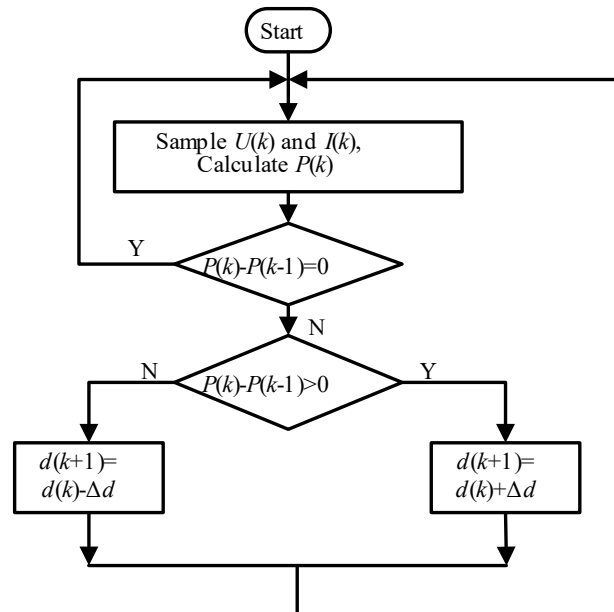 Start
Sample U(k) and I(k),
Calculate P(k)
Y
P(k)-P(k-1)=0
N
N
P(k)-P(k-1)>0
Y
d(k+1)=
d(k)-Δd
d(k+1)=
d(k)+Δd